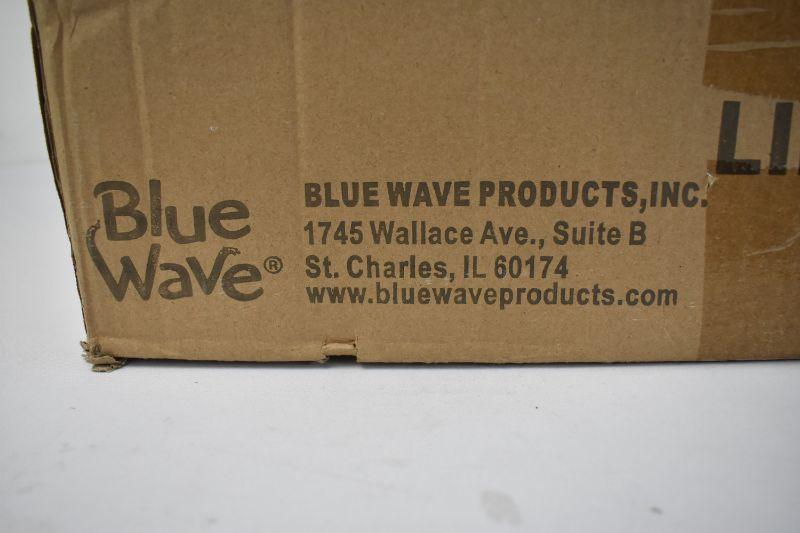 Blue
Wave®
BLUE WAVE PRODUCTS,INC.
1745 Wallace Ave., Suite B
St. Charles, IL 60174
www.bluewaveproducts.com